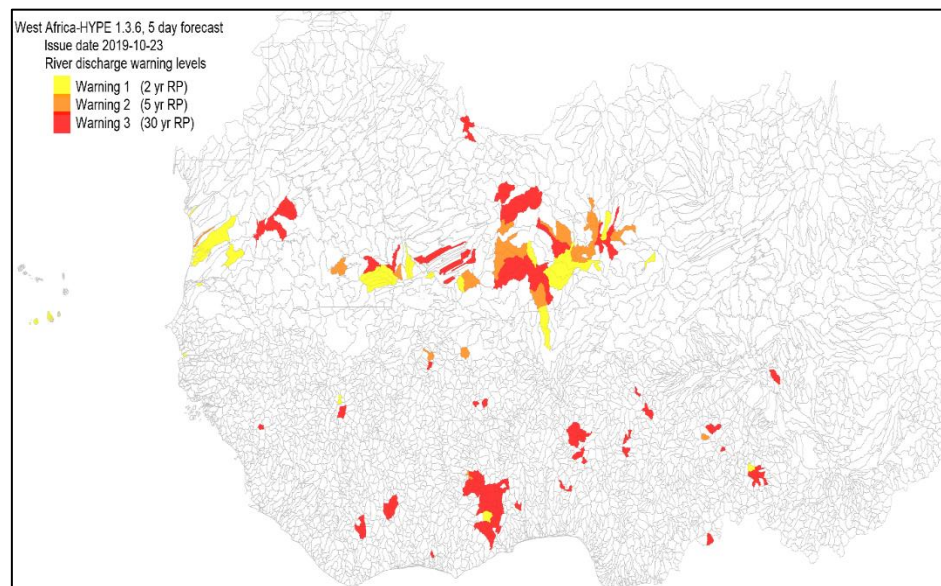 West Africa-HYPE 1.3.6, 5 day forecast
Issue date 2019-10-23
River discharge warning levels
Warning 1 (2 yr RP)
Warning 2 (5 yr RP)
Warning 3 (30 yr RP)